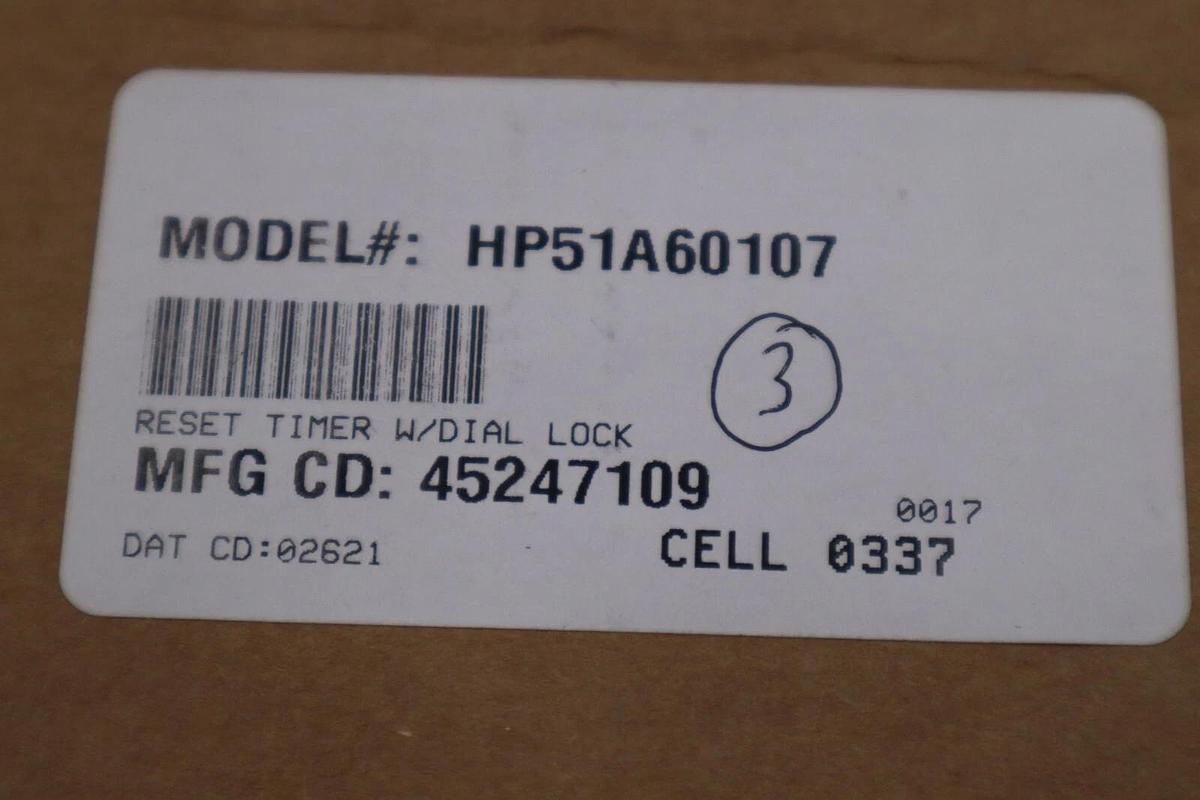 MODEL#: HP51A60107
3
RESET TIMER W/DIAL LOCK
MFG CD: 45247109
0017
DAT CD:02621
CELL 0337